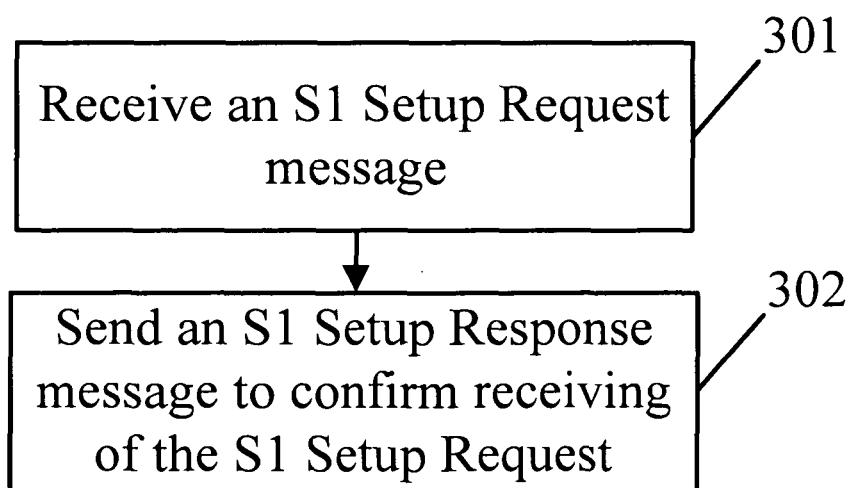 301
Receive an S1 Setup Request
message
302
Send an S1 Setup Response
message to confirm receiving
of the S1 Setup Request